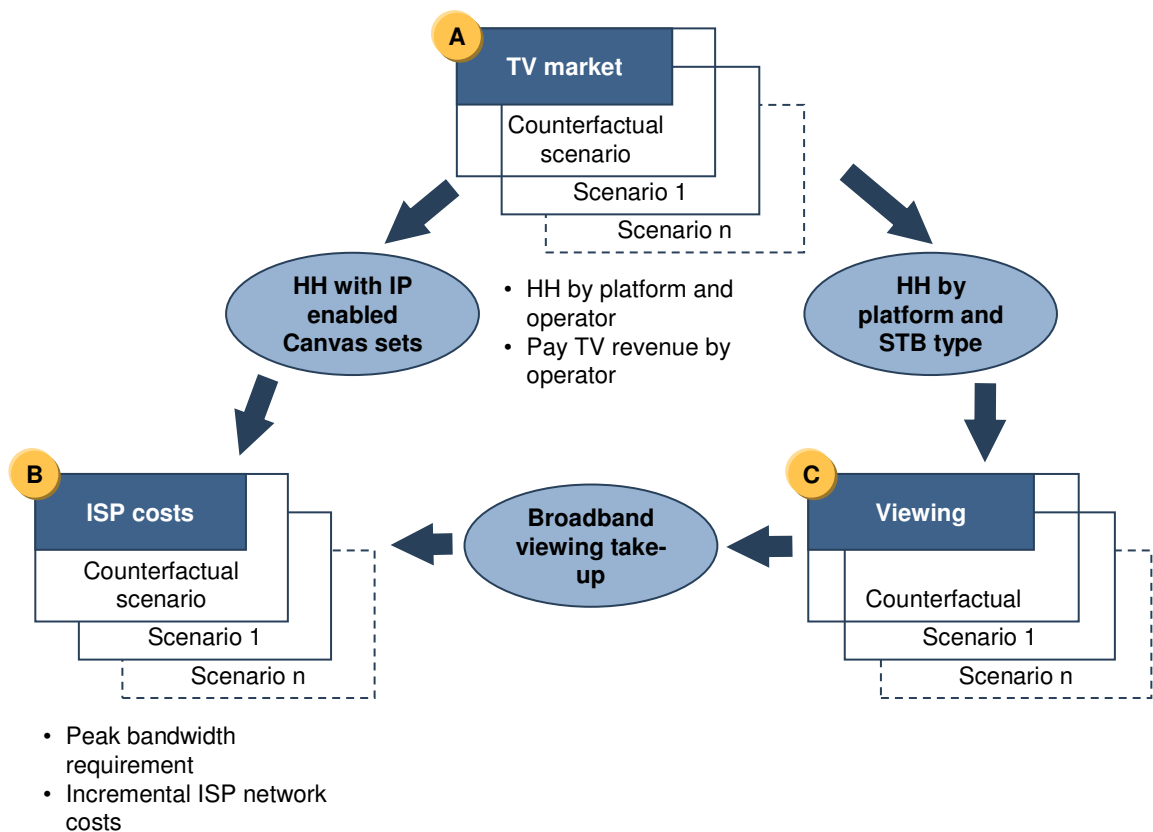 A
TV market
Counterfactual
scenario
Scenario 1
Scenario n
HH with IP
enabled
Canvas sets
• HH by platform and
operator
• Pay TV revenue by
operator
HH by
platform and
STB type
B
ISP costs
Counterfactual
scenario
Scenario 1
Scenario n
Broadband
viewing take-
up
C
Viewing
Counterfactual
Scenario 1
Scenario n
• Peak bandwidth
requirement
• Incremental ISP network
costs